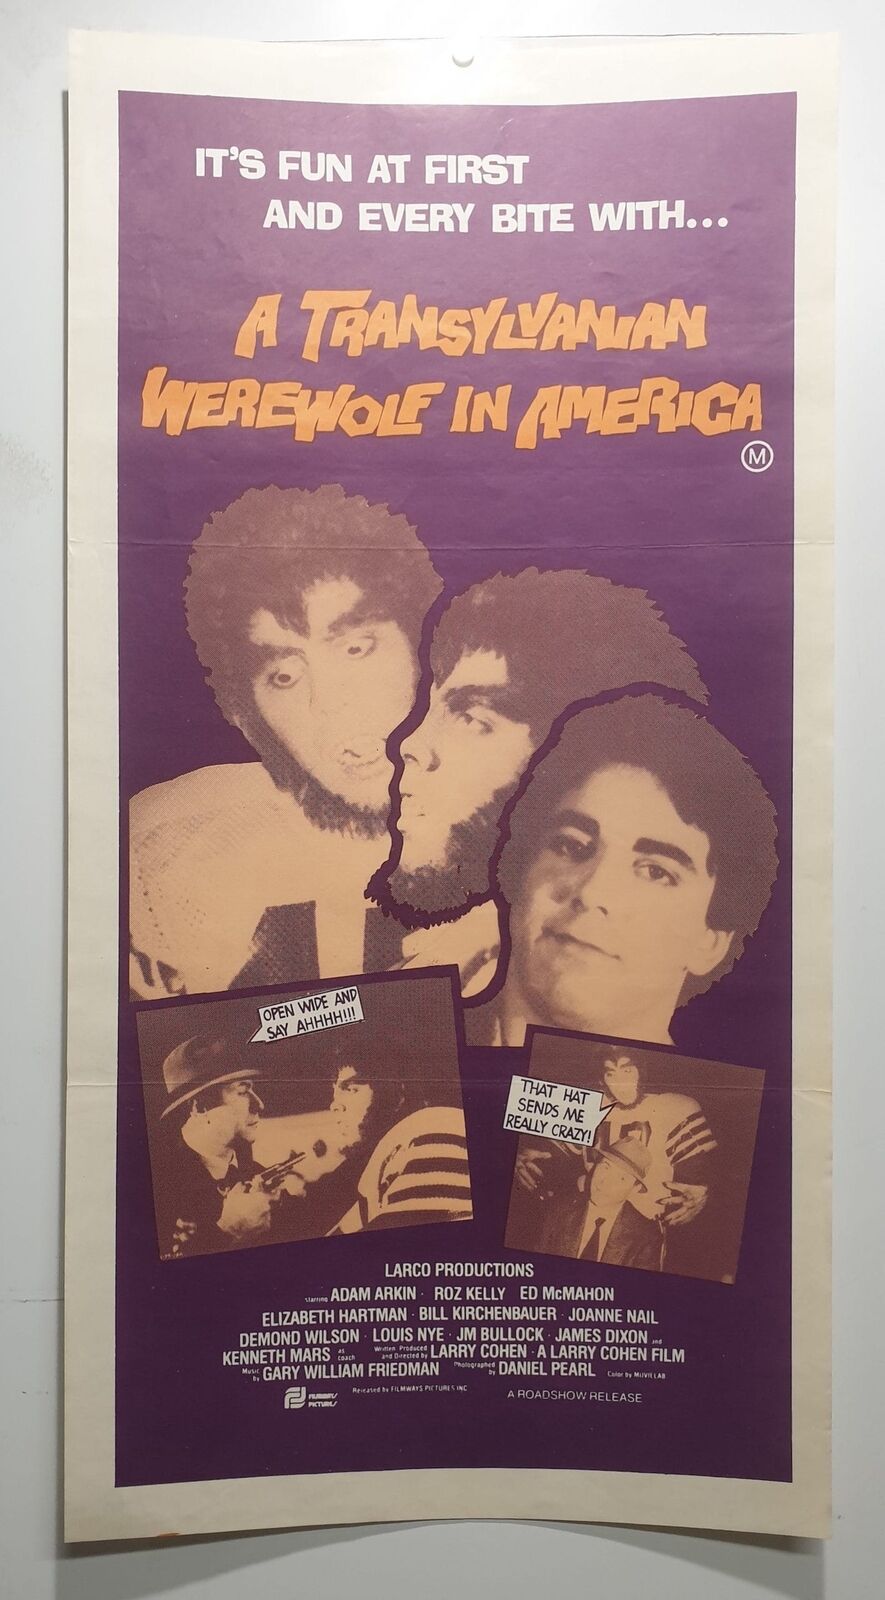 IT'S FUN AT FIRST
AND EVERY BITE WITH...
A TRANSYLVANIAN
WEREWOLF IN AMERICA
M
OPEN WIDE AND
SAY AHHHH!!!
THAT HAT
SENDS ME
REALLY CRAZY!
LARCO PRODUCTIONS
starring ADAM ARKIN · ROZ KELLY ED McMAHON
ELIZABETH HARTMAN · BILL KIRCHENBAUER · JOANNE NAIL
DEMOND WILSON · LOUIS NYE · JM BULLOCK · JAMES DIXON and
KENNETH MARS as coach Written Produced and Directed by LARRY COHEN · A LARRY COHEN FILM
Music by GARY WILLIAM FRIEDMAN Photographed by DANIEL PEARL Color by MOVIELAB
FILMWAYS PICTURES Released by FILMWAYS PICTURES INC A ROADSHOW RELEASE